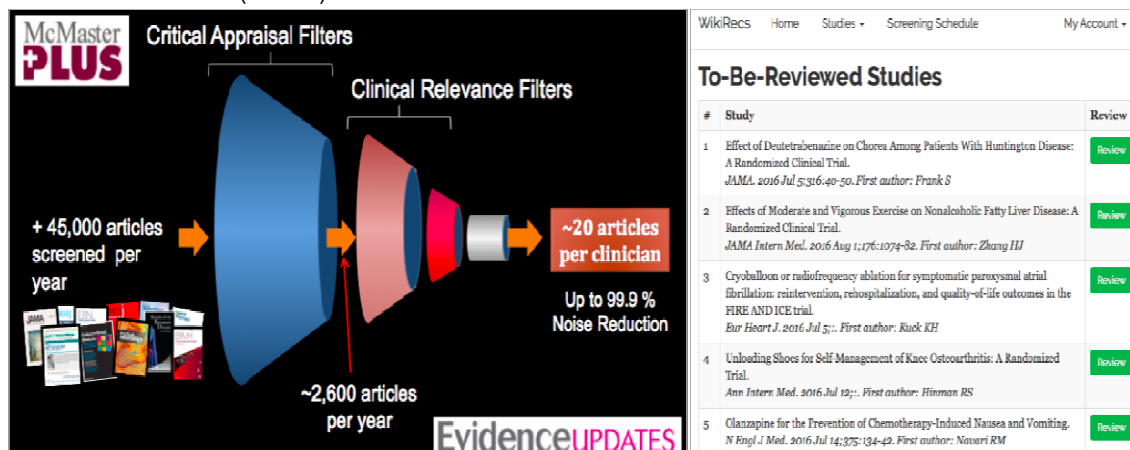 McMaster
PLUS
Critical Appraisal Filters
Clinical Relevance Filters
+ 45,000 articles
screened per
year
~20 articles
per clinician
Up to 99.9 %
Noise Reduction
~2,600 articles
per year
EvidenceUPDATES
JAMA
WikiRecs Home Studies Screening Schedule My Account
To-Be-Reviewed Studies
# Study Review
1 Effect of Deutetrabenazine on Chorea Among Patients With Huntington Disease: Review
A Randomized Clinical Trial.
JAMA. 2016 Jul 5;316:40-50. First author: Frank S
2 Effects of Moderate and Vigorous Exercise on Nonalcoholic Fatty Liver Disease: A Review
Randomized Clinical Trial.
JAMA Intern Med. 2016 Aug 1;176:1074-82. First author: Zhang HJ
3 Cryoballoon or radiofrequency ablation for symptomatic paroxysmal atrial Review
fibrillation: reintervention, rehospitalization, and quality-of-life outcomes in the
FIRE AND ICE trial.
Eur Heart J. 2016 Jul 5;:. First author: Kuck KH
4 Unloading Shoes for Self-Management of Knee Osteoarthritis: A Randomized Review
Trial.
Ann Intern Med. 2016 Jul 12;:. First author: Hinman RS
5 Olanzapine for the Prevention of Chemotherapy-Induced Nausea and Vomiting. Review
N Engl J Med. 2016 Jul 14;375:134-42. First author: Navari RM